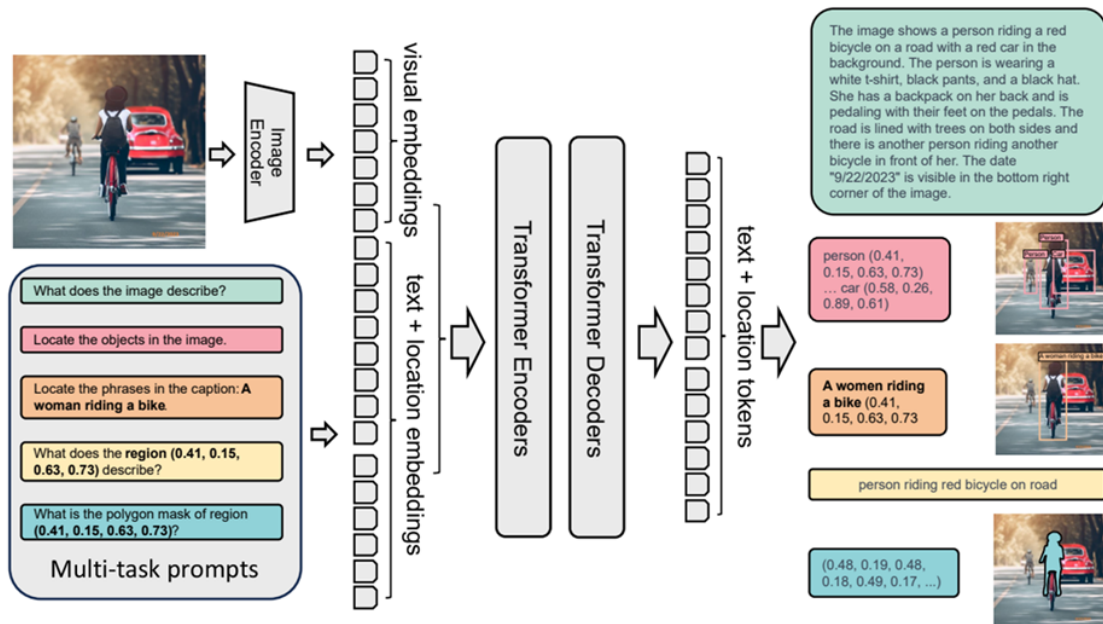 Image
Encoder
visual embeddings
text + location embeddings
What does the image describe?
Locate the objects in the image.
Locate the phrases in the caption: A
woman riding a bike.
What does the region (0.41, 0.15,
0.63, 0.73) describe?
What is the polygon mask of region
(0.41, 0.15, 0.63, 0.73)?
Multi-task prompts
Transformer Encoders
Transformer Decoders
text + location tokens
The image shows a person riding a red
bicycle on a road with a red car in the
background. The person is wearing a
white t-shirt, black pants, and a black hat.
She has a backpack on her back and is
pedaling with their feet on the pedals. The
road is lined with trees on both sides and
there is another person riding another
bicycle in front of her. The date
"9/22/2023" is visible in the bottom right
corner of the image.
person (0.41,
0.15, 0.63, 0.73)
... car (0.58, 0.26,
0.89, 0.61)
Person
Person
Car
A women riding
a bike (0.41,
0.15, 0.63, 0.73
A woman riding a bike
person riding red bicycle on road
(0.48, 0.19, 0.48,
0.18, 0.49, 0.17, ...)